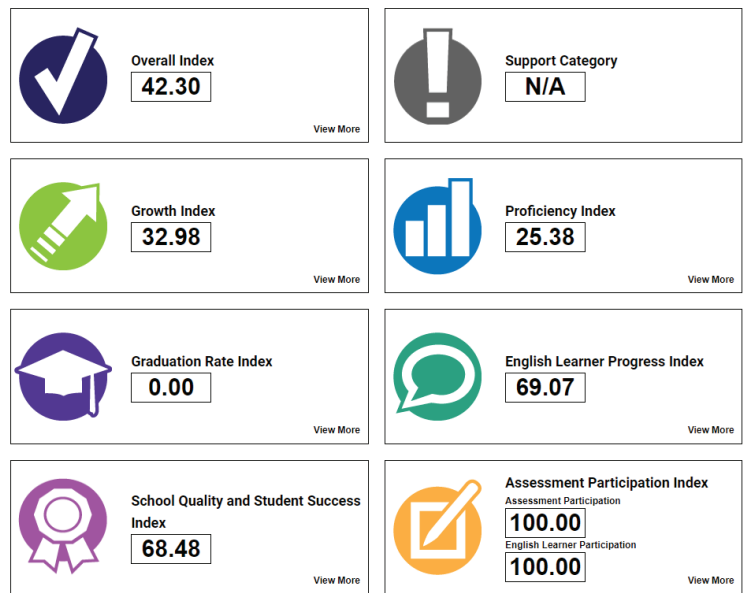 Overall Index
42.30
View More
Support Category
N/A
Growth Index
32.98
View More
Proficiency Index
25.38
View More
Graduation Rate Index
0.00
View More
English Learner Progress Index
69.07
View More
School Quality and Student Success
Index
68.48
View More
Assessment Participation Index
Assessment Participation
100.00
English Learner Participation
100.00
View More